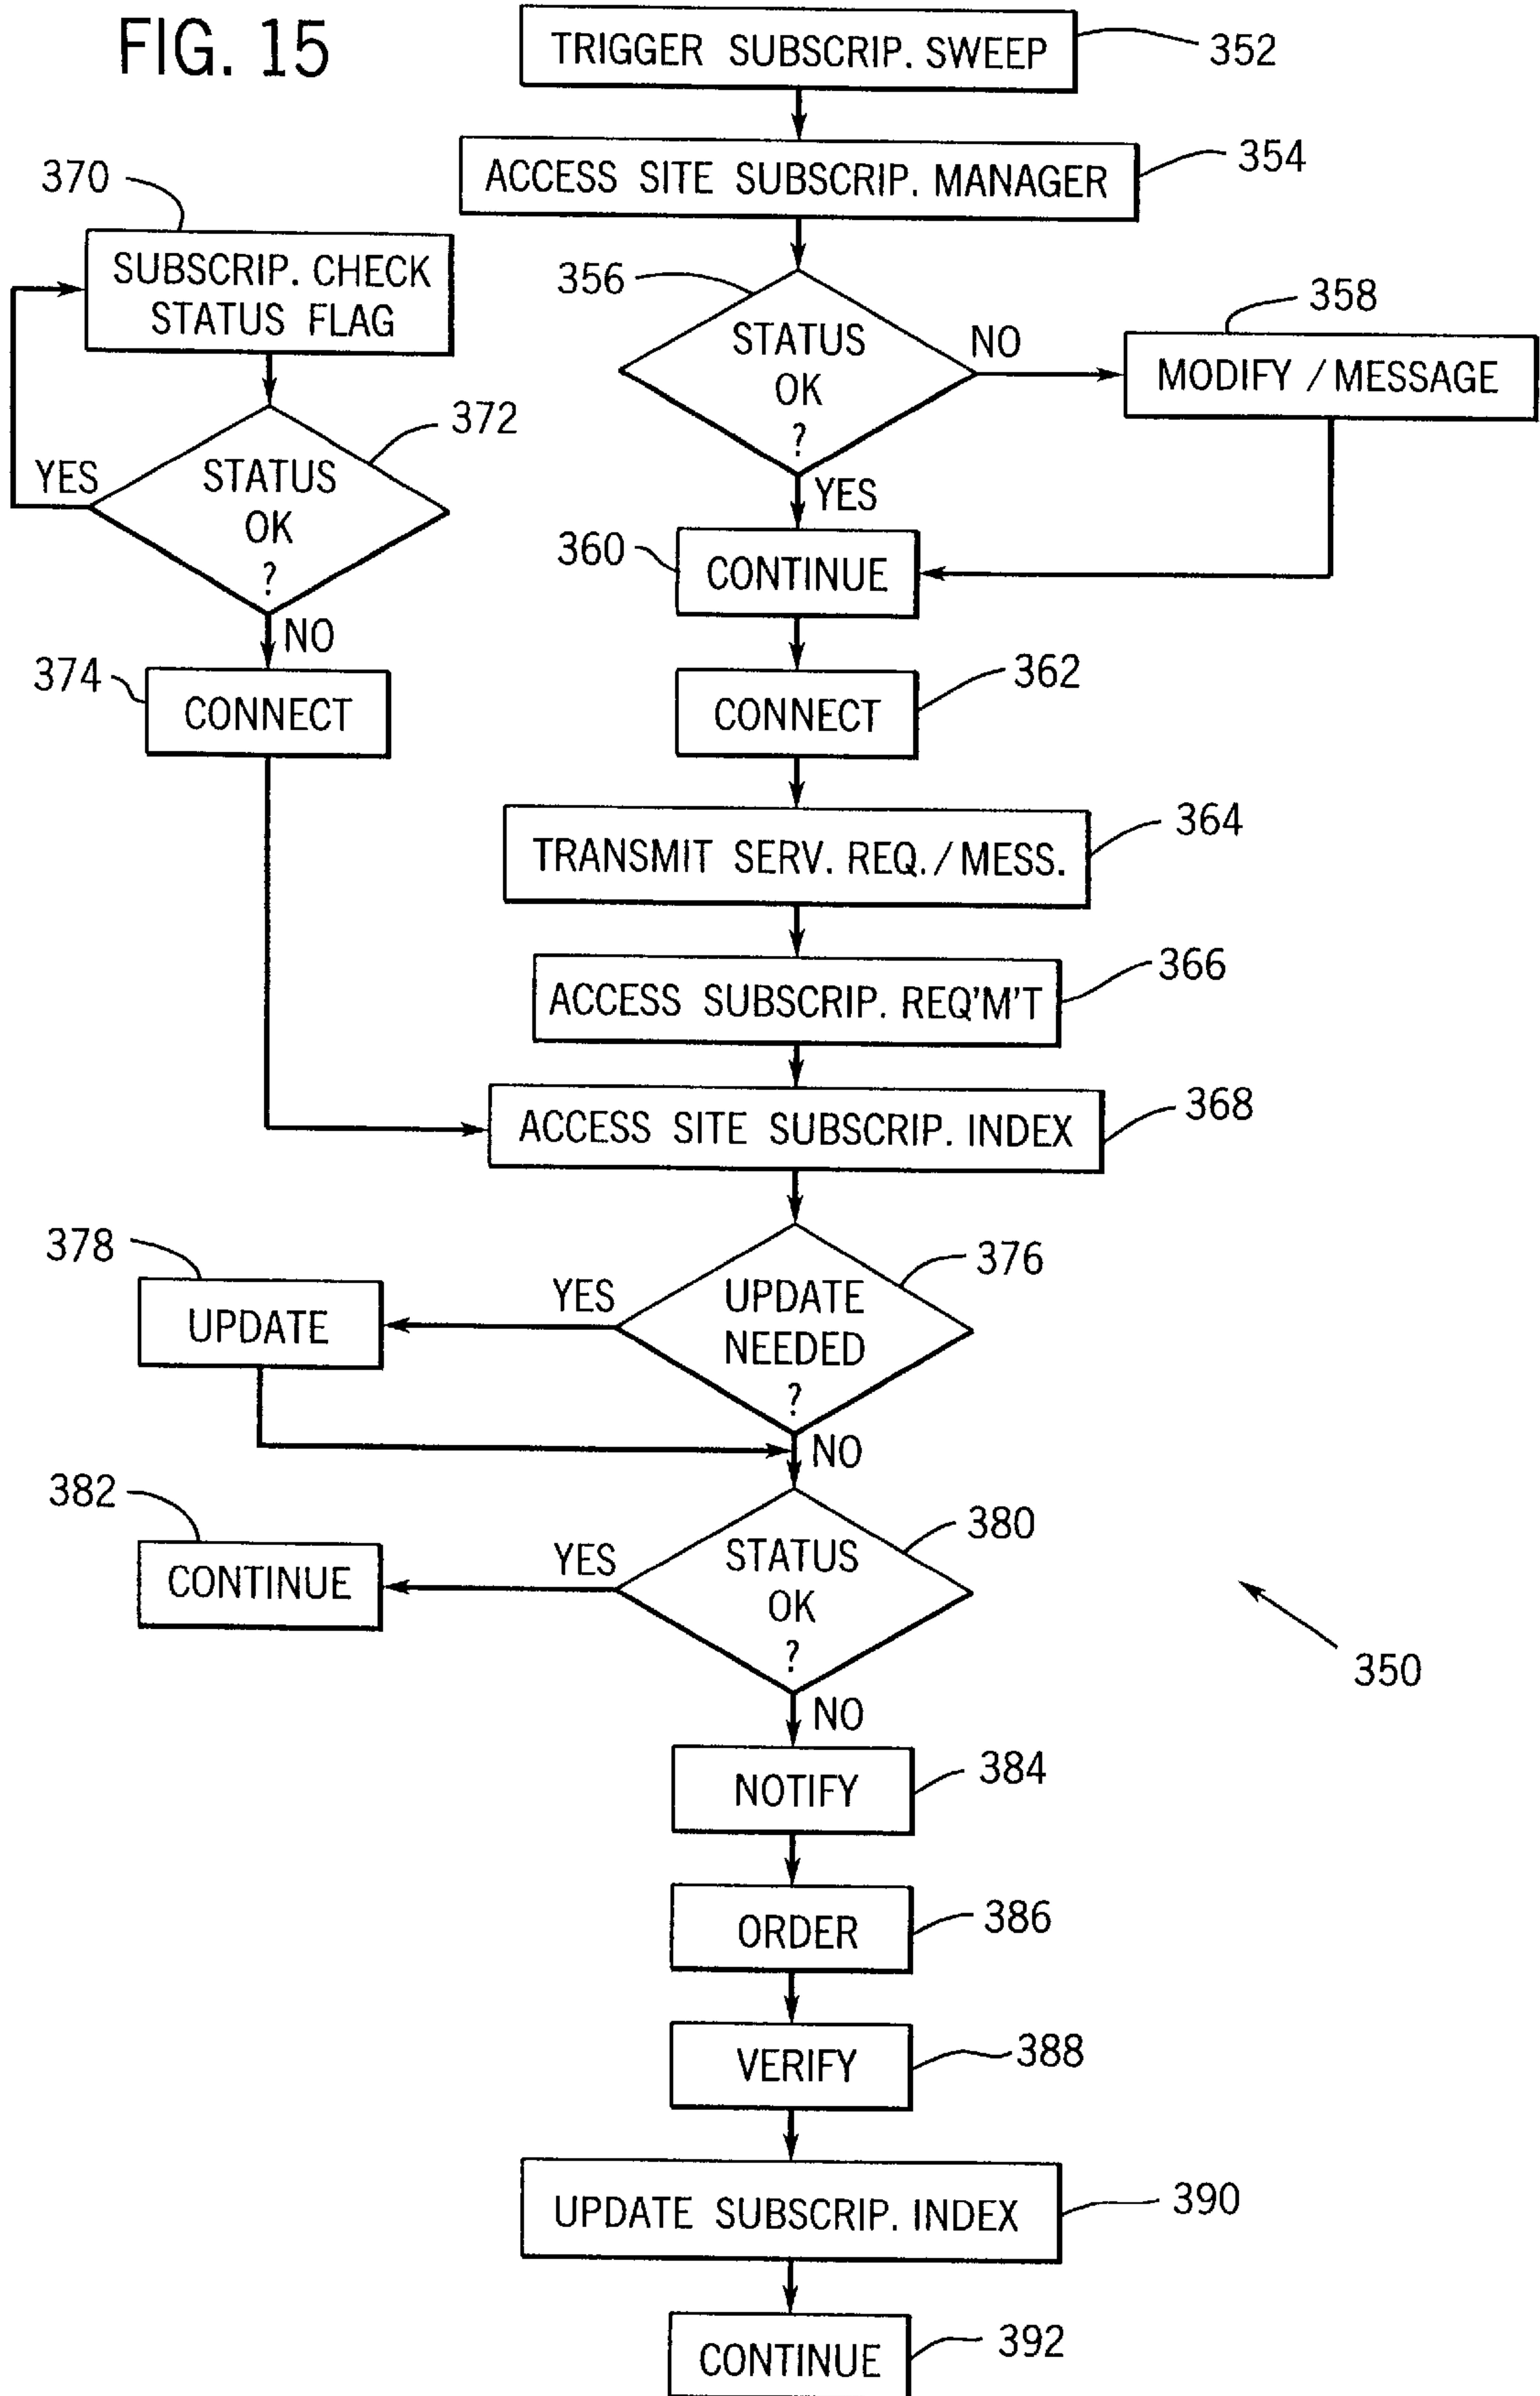 FIG. 15
TRIGGER SUBSCRIP. SWEEP
352
ACCESS SITE SUBSCRIP. MANAGER
354
370
SUBSCRIP. CHECK
STATUS FLAG
356
STATUS
OK
?
NO
358
MODIFY / MESSAGE
YES
372
STATUS
OK
?
YES
NO
360
CONTINUE
374
CONNECT
362
CONNECT
364
TRANSMIT SERV. REQ. / MESS.
366
ACCESS SUBSCRIP. REQ'M'T
368
ACCESS SITE SUBSCRIP. INDEX
378
UPDATE
YES
376
UPDATE
NEEDED
?
NO
382
CONTINUE
YES
380
STATUS
OK
?
NO
350
384
NOTIFY
386
ORDER
388
VERIFY
390
UPDATE SUBSCRIP. INDEX
392
CONTINUE